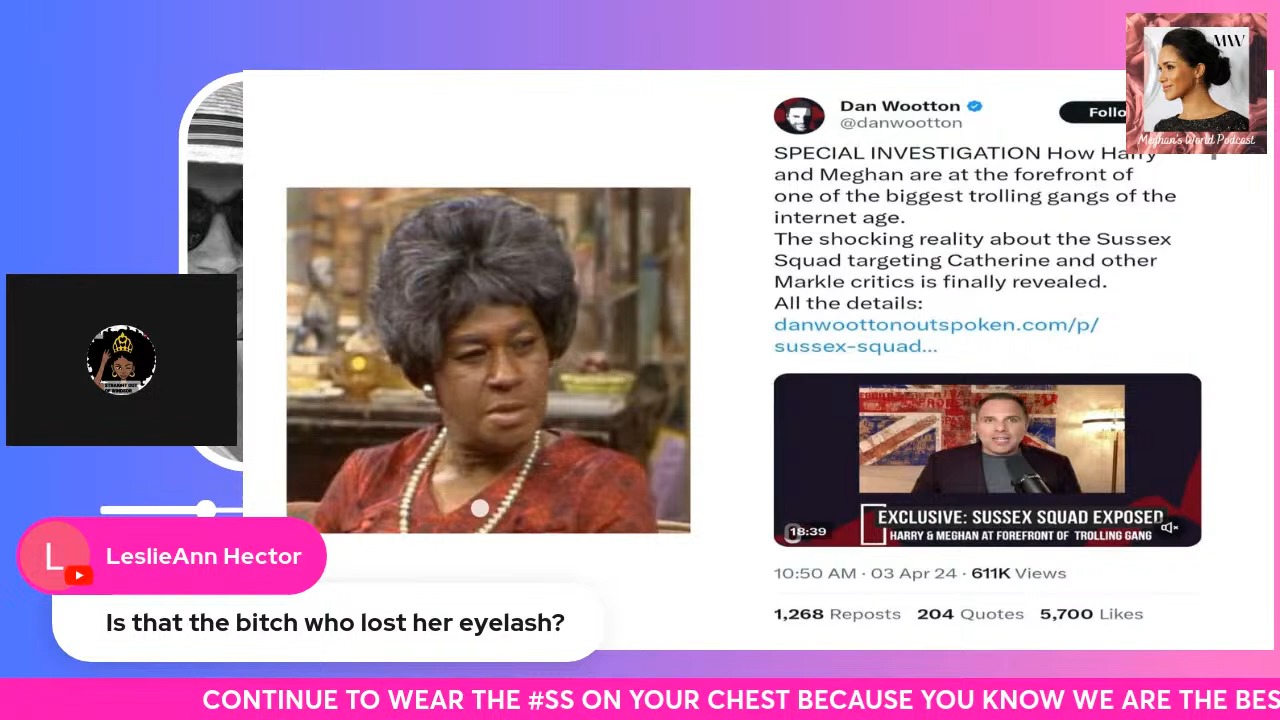 Dan Wootton
@danwootton
Follo
MW
Meghan's World Podcast
SPECIAL INVESTIGATION How Harry
and Meghan are at the forefront of
one of the biggest trolling gangs of the
internet age.
The shocking reality about the Sussex
Squad targeting Catherine and other
Markle critics is finally revealed.
All the details:
danwoottonoutspoken.com/p/
sussex-squad...
STRAIGHT OUT
OF WINDSOR
18:39
EXCLUSIVE: SUSSEX SQUAD EXPOSED
HARRY & MEGHAN AT FOREFRONT OF TROLLING GANG
10:50 AM · 03 Apr 24 · 611K Views
1,268 Reposts 204 Quotes 5,700 Likes
L
LeslieAnn Hector
Is that the bitch who lost her eyelash?
CONTINUE TO WEAR THE #SS ON YOUR CHEST BECAUSE YOU KNOW WE ARE THE BES